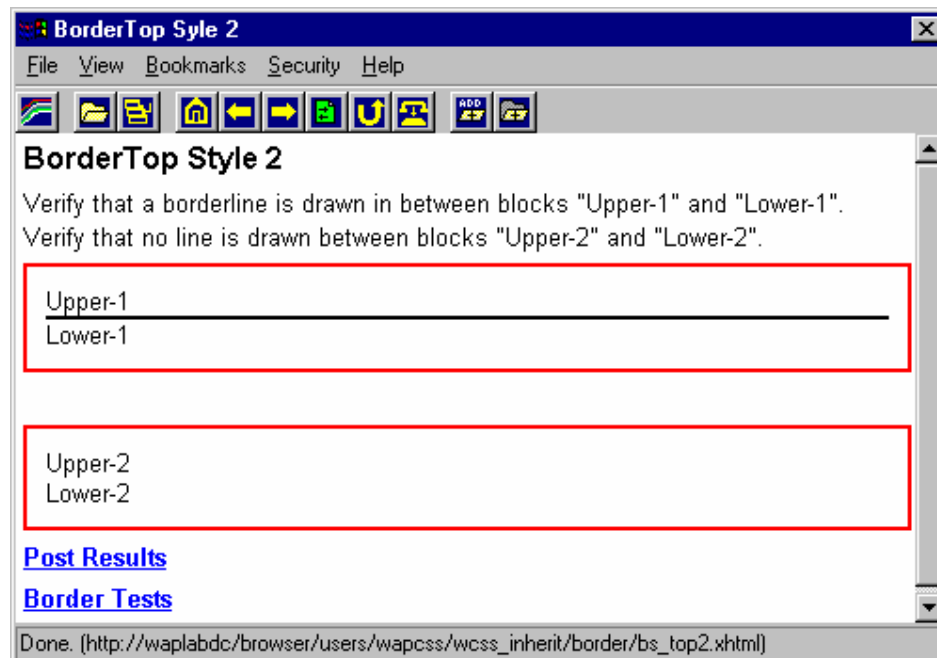 BorderTop Syle 2
File View Bookmarks Security Help
ADD
BorderTop Style 2
Verify that a borderline is drawn in between blocks "Upper-1" and "Lower-1".
Verify that no line is drawn between blocks "Upper-2" and "Lower-2".
Upper-1
Lower-1
Upper-2
Lower-2
Post Results
Border Tests
Done. (http://waplabdc/browser/users/wapcss/wcss_inherit/border/bs_top2.xhtml)